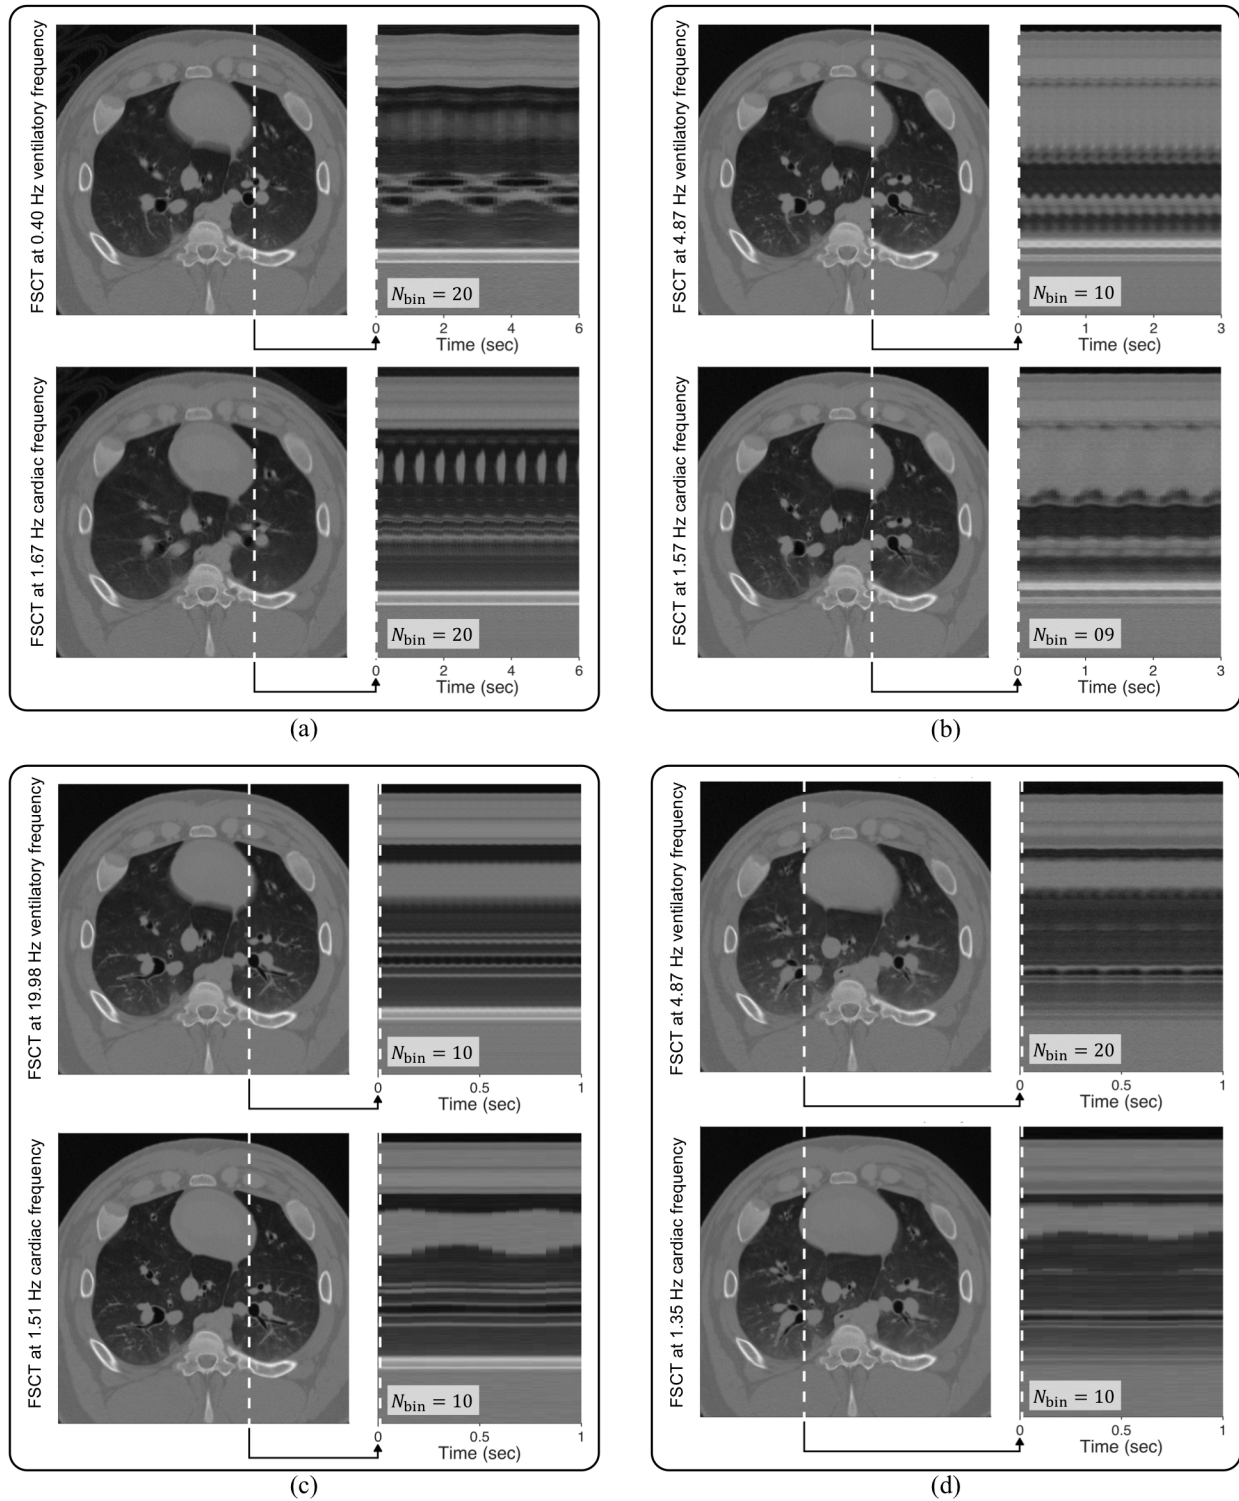 FSCT at 0.40 Hz ventilatory frequency
N_bin = 20
0 2 4 6
Time (sec)
FSCT at 1.67 Hz cardiac frequency
N_bin = 20
0 2 4 6
Time (sec)
(a)
FSCT at 4.87 Hz ventilatory frequency
N_bin = 10
0 1 2 3
Time (sec)
FSCT at 1.57 Hz cardiac frequency
N_bin = 09
0 1 2 3
Time (sec)
(b)
FSCT at 19.98 Hz ventilatory frequency
N_bin = 10
0 0.5 1
Time (sec)
FSCT at 1.51 Hz cardiac frequency
N_bin = 10
0 0.5 1
Time (sec)
(c)
FSCT at 4.87 Hz ventilatory frequency
N_bin = 20
0 0.5 1
Time (sec)
FSCT at 1.35 Hz cardiac frequency
N_bin = 10
0 0.5 1
Time (sec)
(d)